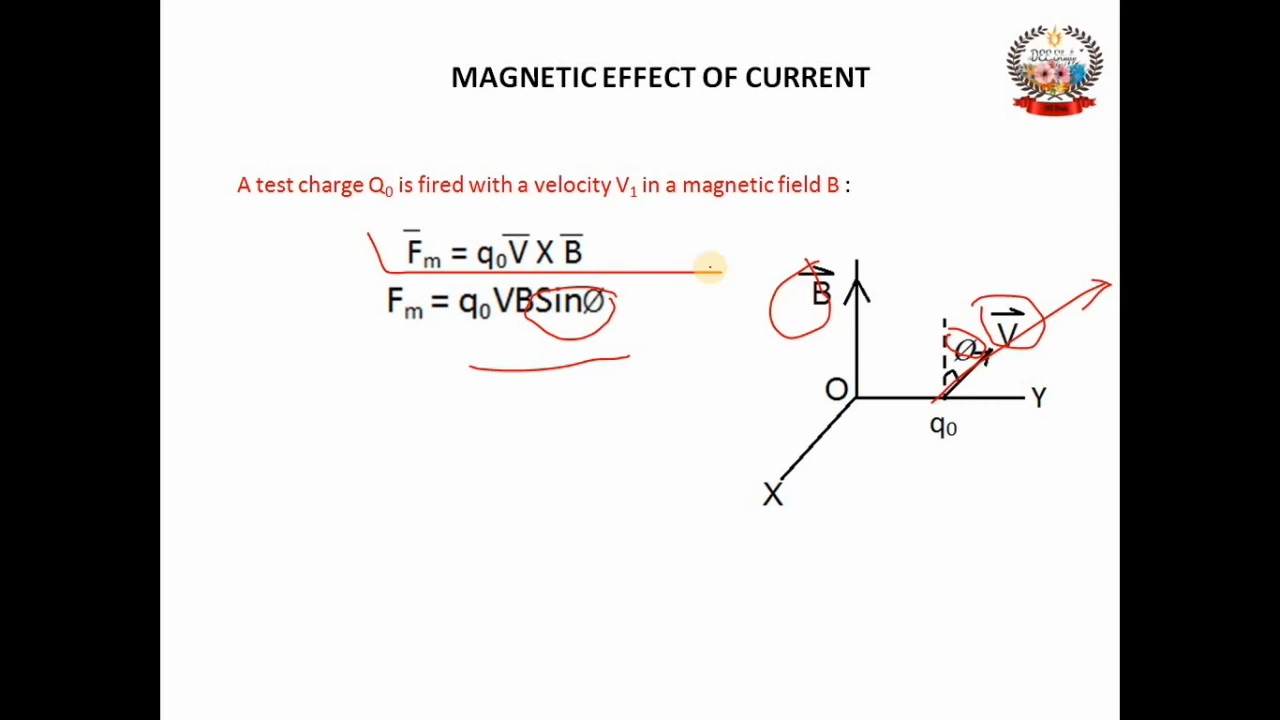 MAGNETIC EFFECT OF CURRENT
A test charge Q₀ is fired with a velocity V₁ in a magnetic field B :
F̅ₘ = q₀V̅ X B̅
Fₘ = q₀VBSinØ
B⃗
V⃗
Ø
O
Y
q₀
X